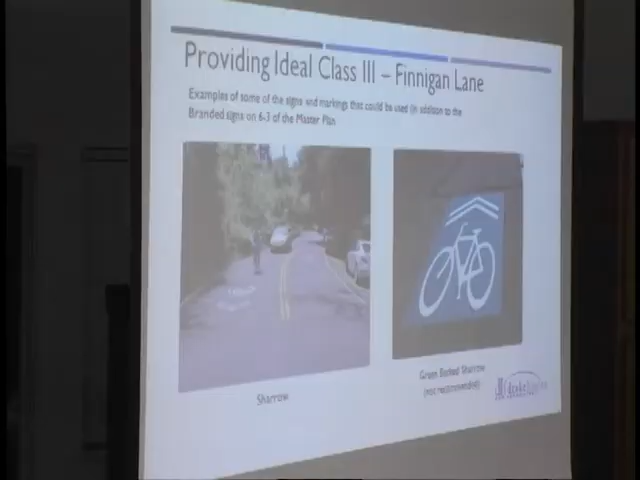 Providing Ideal Class III – Finnigan Lane
Examples of some of the signs and markings that could be used (in addition to the
Branded signs on 6-3 of the Master Plan
Sharrow
Green Backed Sharrow
(not recommended)